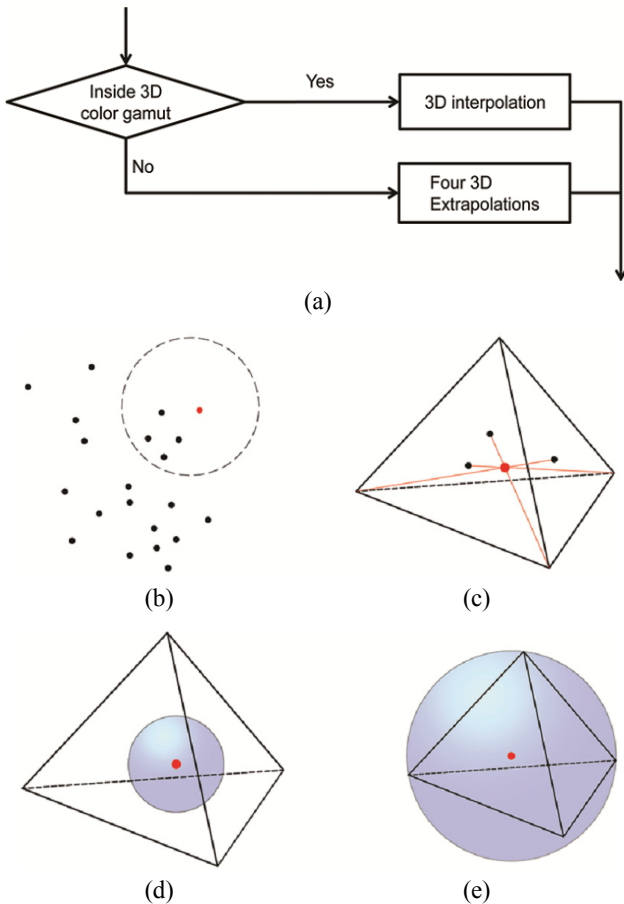 Inside 3D
color gamut
Yes
3D interpolation
No
Four 3D
Extrapolations
(a)
(b)
(c)
(d)
(e)